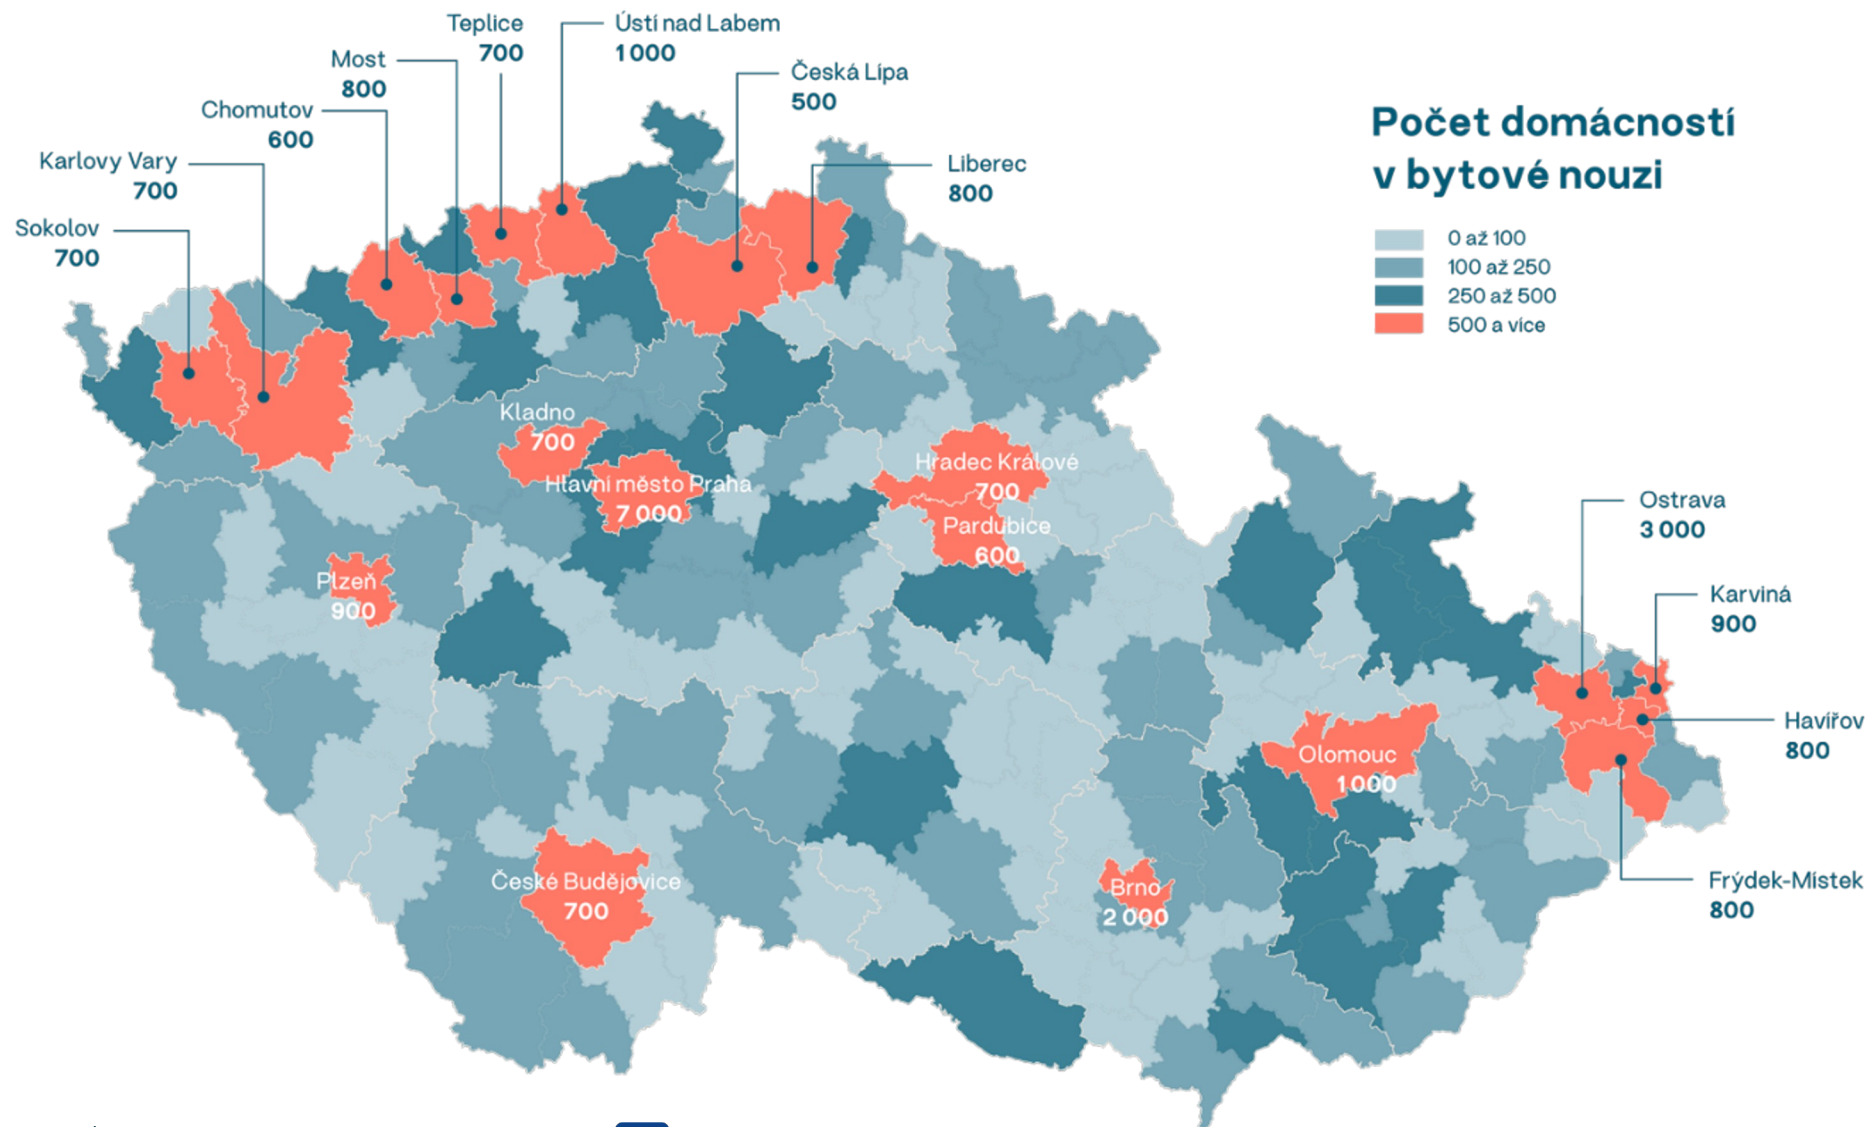 Teplice
700
Ústí nad Labem
1 000
Most
800
Česká Lípa
500
Chomutov
600
Karlovy Vary
700
Liberec
800
Sokolov
700
Počet domácností
v bytové nouzi
0 až 100
100 až 250
250 až 500
500 a více
Kladno
700
Hlavní město Praha
7 000
Hradec Králové
700
Pardubice
600
Plzeň
900
Ostrava
3 000
Karviná
900
Havířov
800
Olomouc
1 000
Frýdek-Místek
800
České Budějovice
700
Brno
2 000